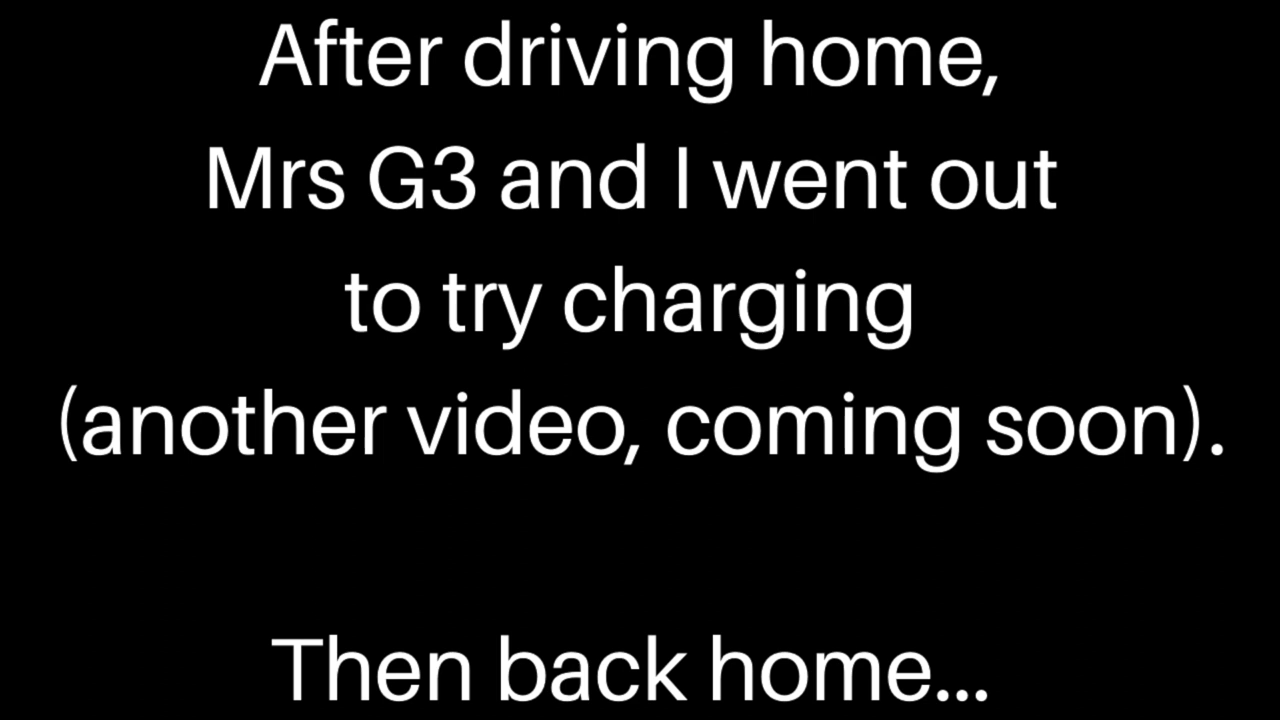 After driving home,
Mrs G3 and I went out
to try charging
(another video, coming soon).
Then back home...